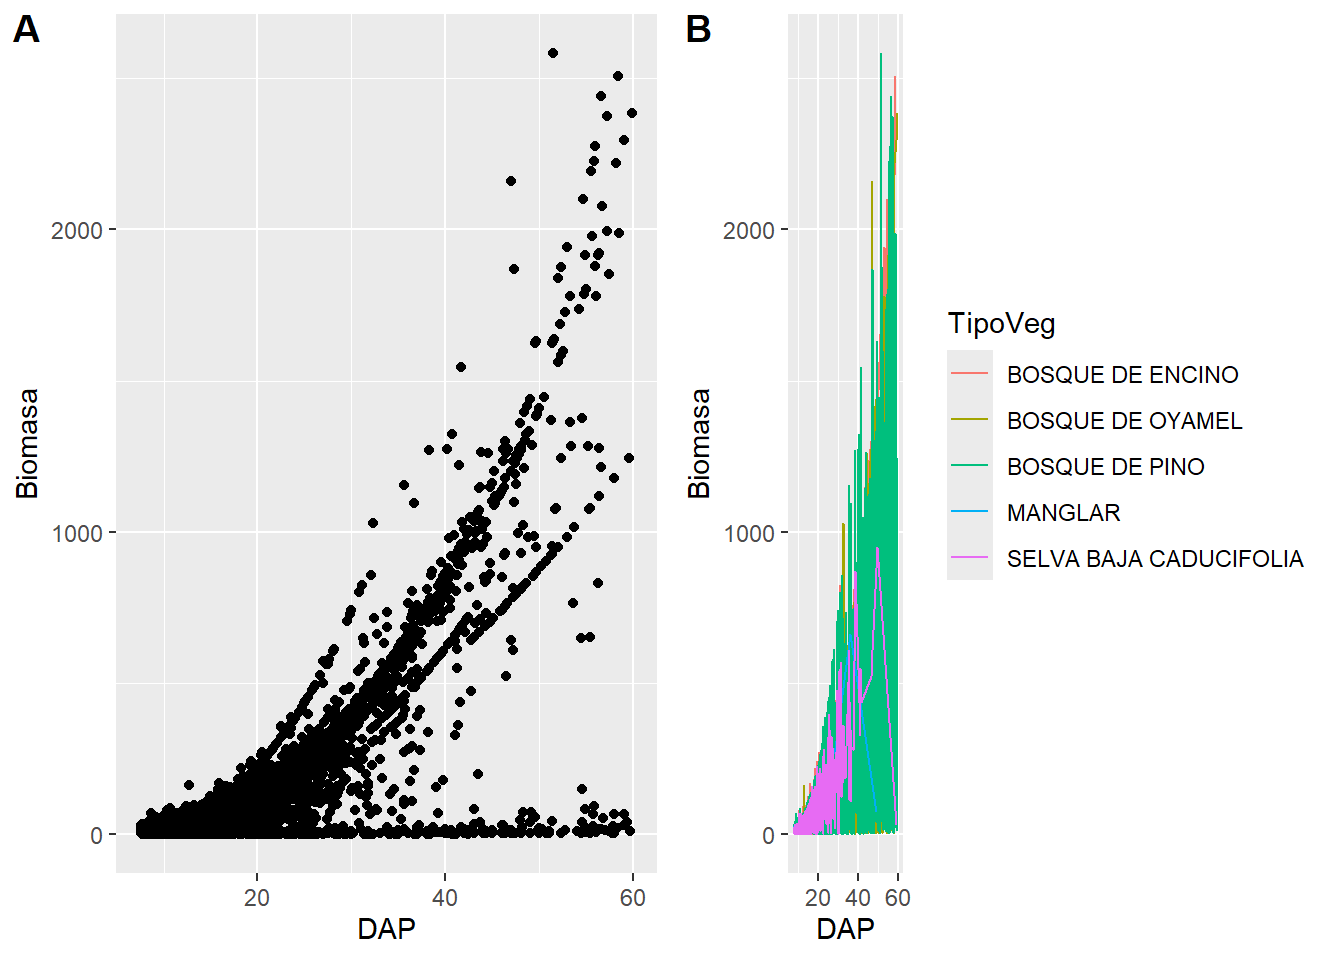 A
Biomasa
2000
1000
0
20 40 60
DAP
B
Biomasa
2000
1000
0
20 40 60
DAP
TipoVeg
BOSQUE DE ENCINO
BOSQUE DE OYAMEL
BOSQUE DE PINO
MANGLAR
SELVA BAJA CADUCIFOLIA